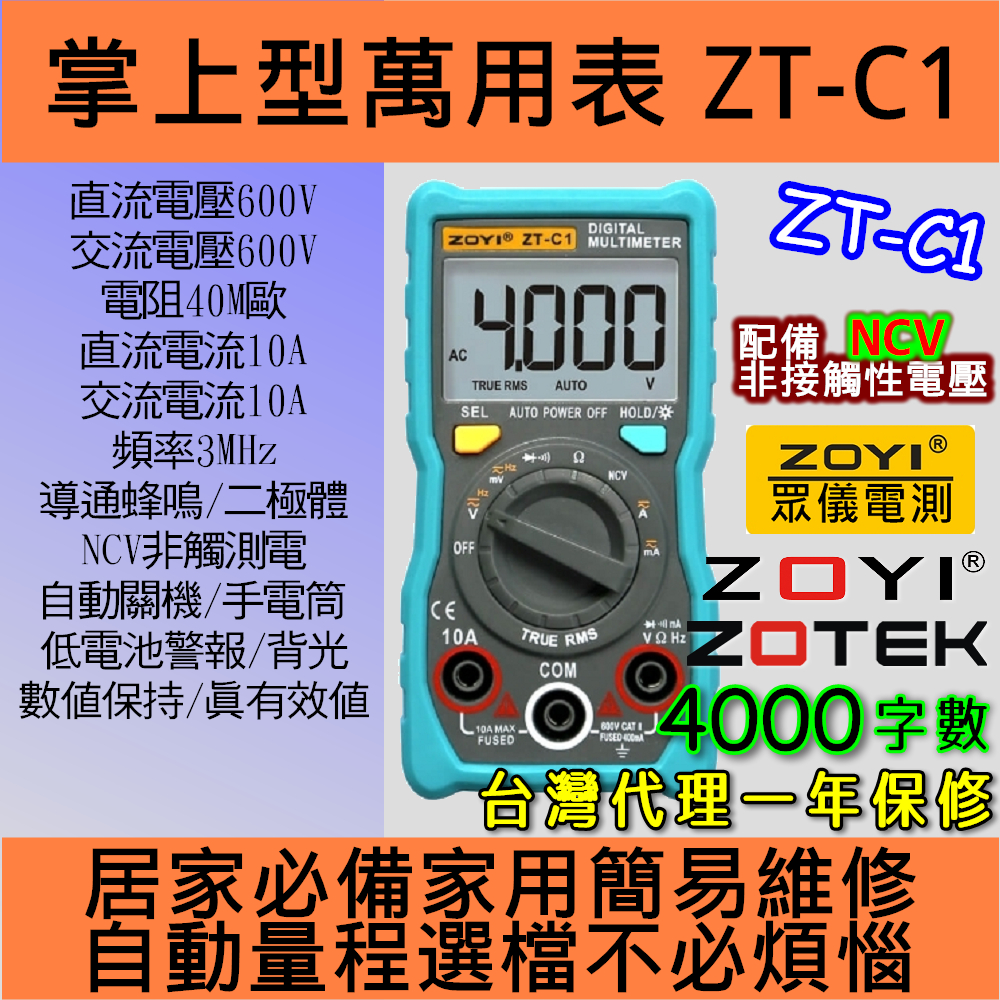 掌上型萬用表 ZT-C1
直流電壓600V
交流電壓600V
電阻40M歐
直流電流10A
交流電流10A
頻率3MHz
導通蜂鳴/二極體
NCV非觸測電
自動關機/手電筒
低電池警報/背光
數值保持/眞有效值
ZOYI® ZT-C1
DIGITAL
MULTIMETER
4.000
AC
TRUE RMS AUTO V
SEL AUTO POWER OFF HOLD/
Hz
mV
Ω
NCV
Hz
V
A
OFF
mA
CE
10A
TRUE RMS
mA
V Ω Hz
COM
10A MAX
FUSED
600V CAT II
FUSED 400mA
ZT-C1
配備 NCV
非接觸性電壓
ZOYI®
眾儀電測
ZOYI®
ZOTEK
4000字數
台灣代理一年保修
居家必備家用簡易維修
自動量程選檔不必煩惱